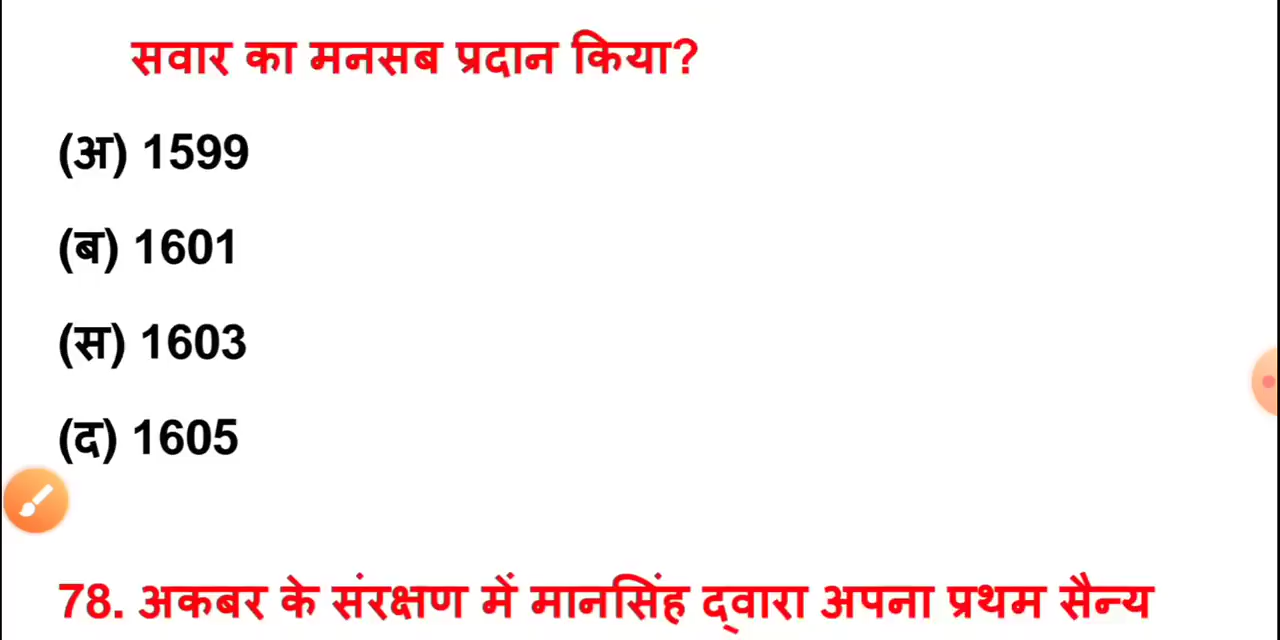 सवार का मनसब प्रदान किया?
(अ) 1599
(ब) 1601
(स) 1603
(द) 1605
78. अकबर के संरक्षण में मानसिंह द्वारा अपना प्रथम सैन्य